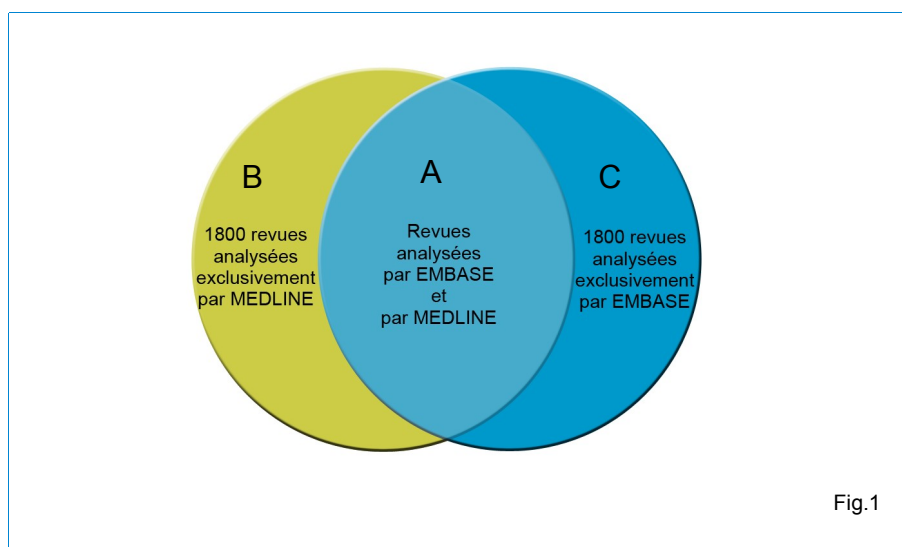 B
1800 revues
analysées
exclusivement
par MEDLINE
A
Revues
analysées
par EMBASE
et
par MEDLINE
C
1800 revues
analysées
exclusivement
par EMBASE
Fig.1